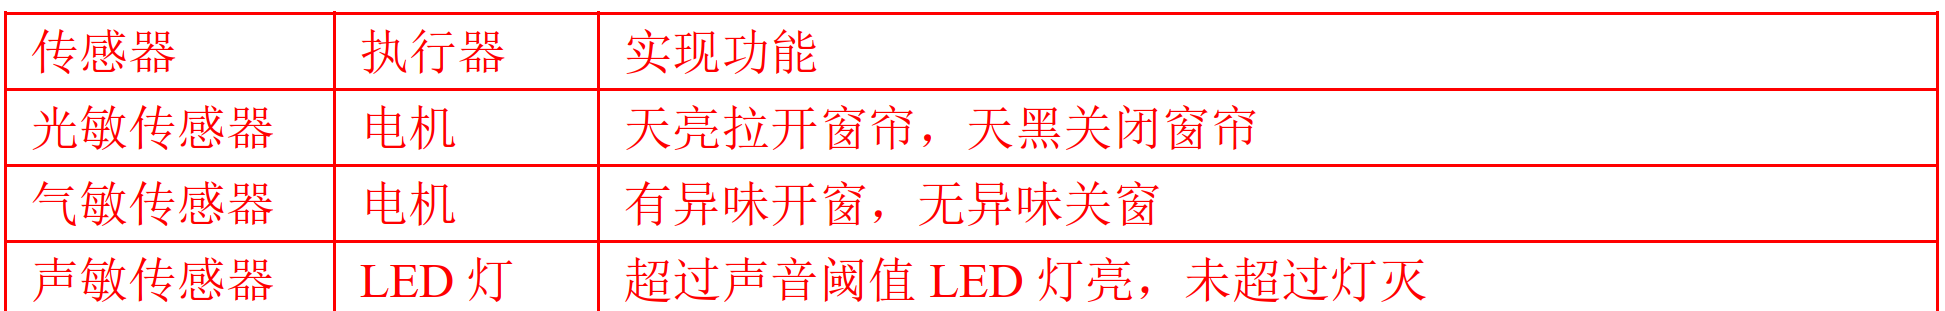 传感器 执行器 实现功能
光敏传感器 电机 天亮拉开窗帘，天黑关闭窗帘
气敏传感器 电机 有异味开窗，无异味关窗
声敏传感器 LED 灯 超过声音阈值 LED 灯亮，未超过灯灭